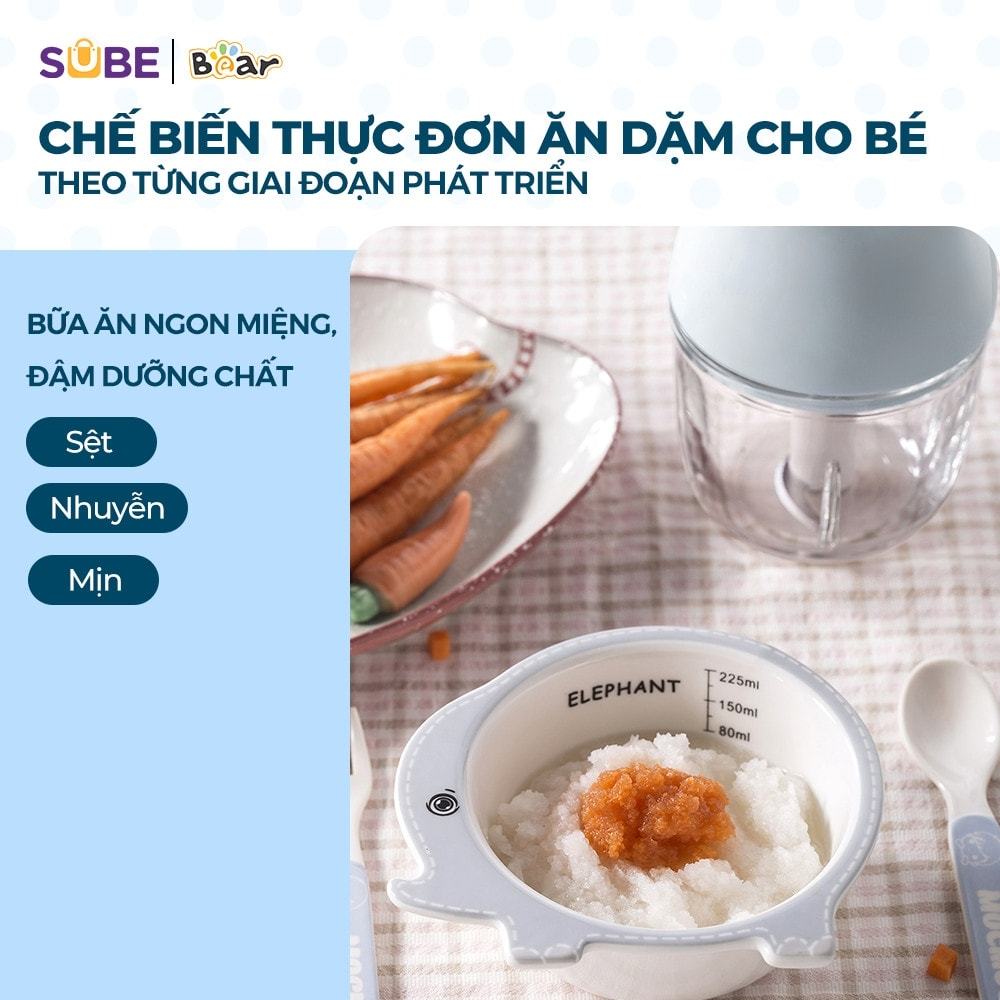 SUBE | Bear
CHẾ BIẾN THỰC ĐƠN ĂN DẶM CHO BÉ
THEO TỪNG GIAI ĐOẠN PHÁT TRIỂN
BỮA ĂN NGON MIỆNG,
ĐẬM DƯỠNG CHẤT
Sệt
Nhuyễn
Mịn
ELEPHANT
225ml
150ml
80ml